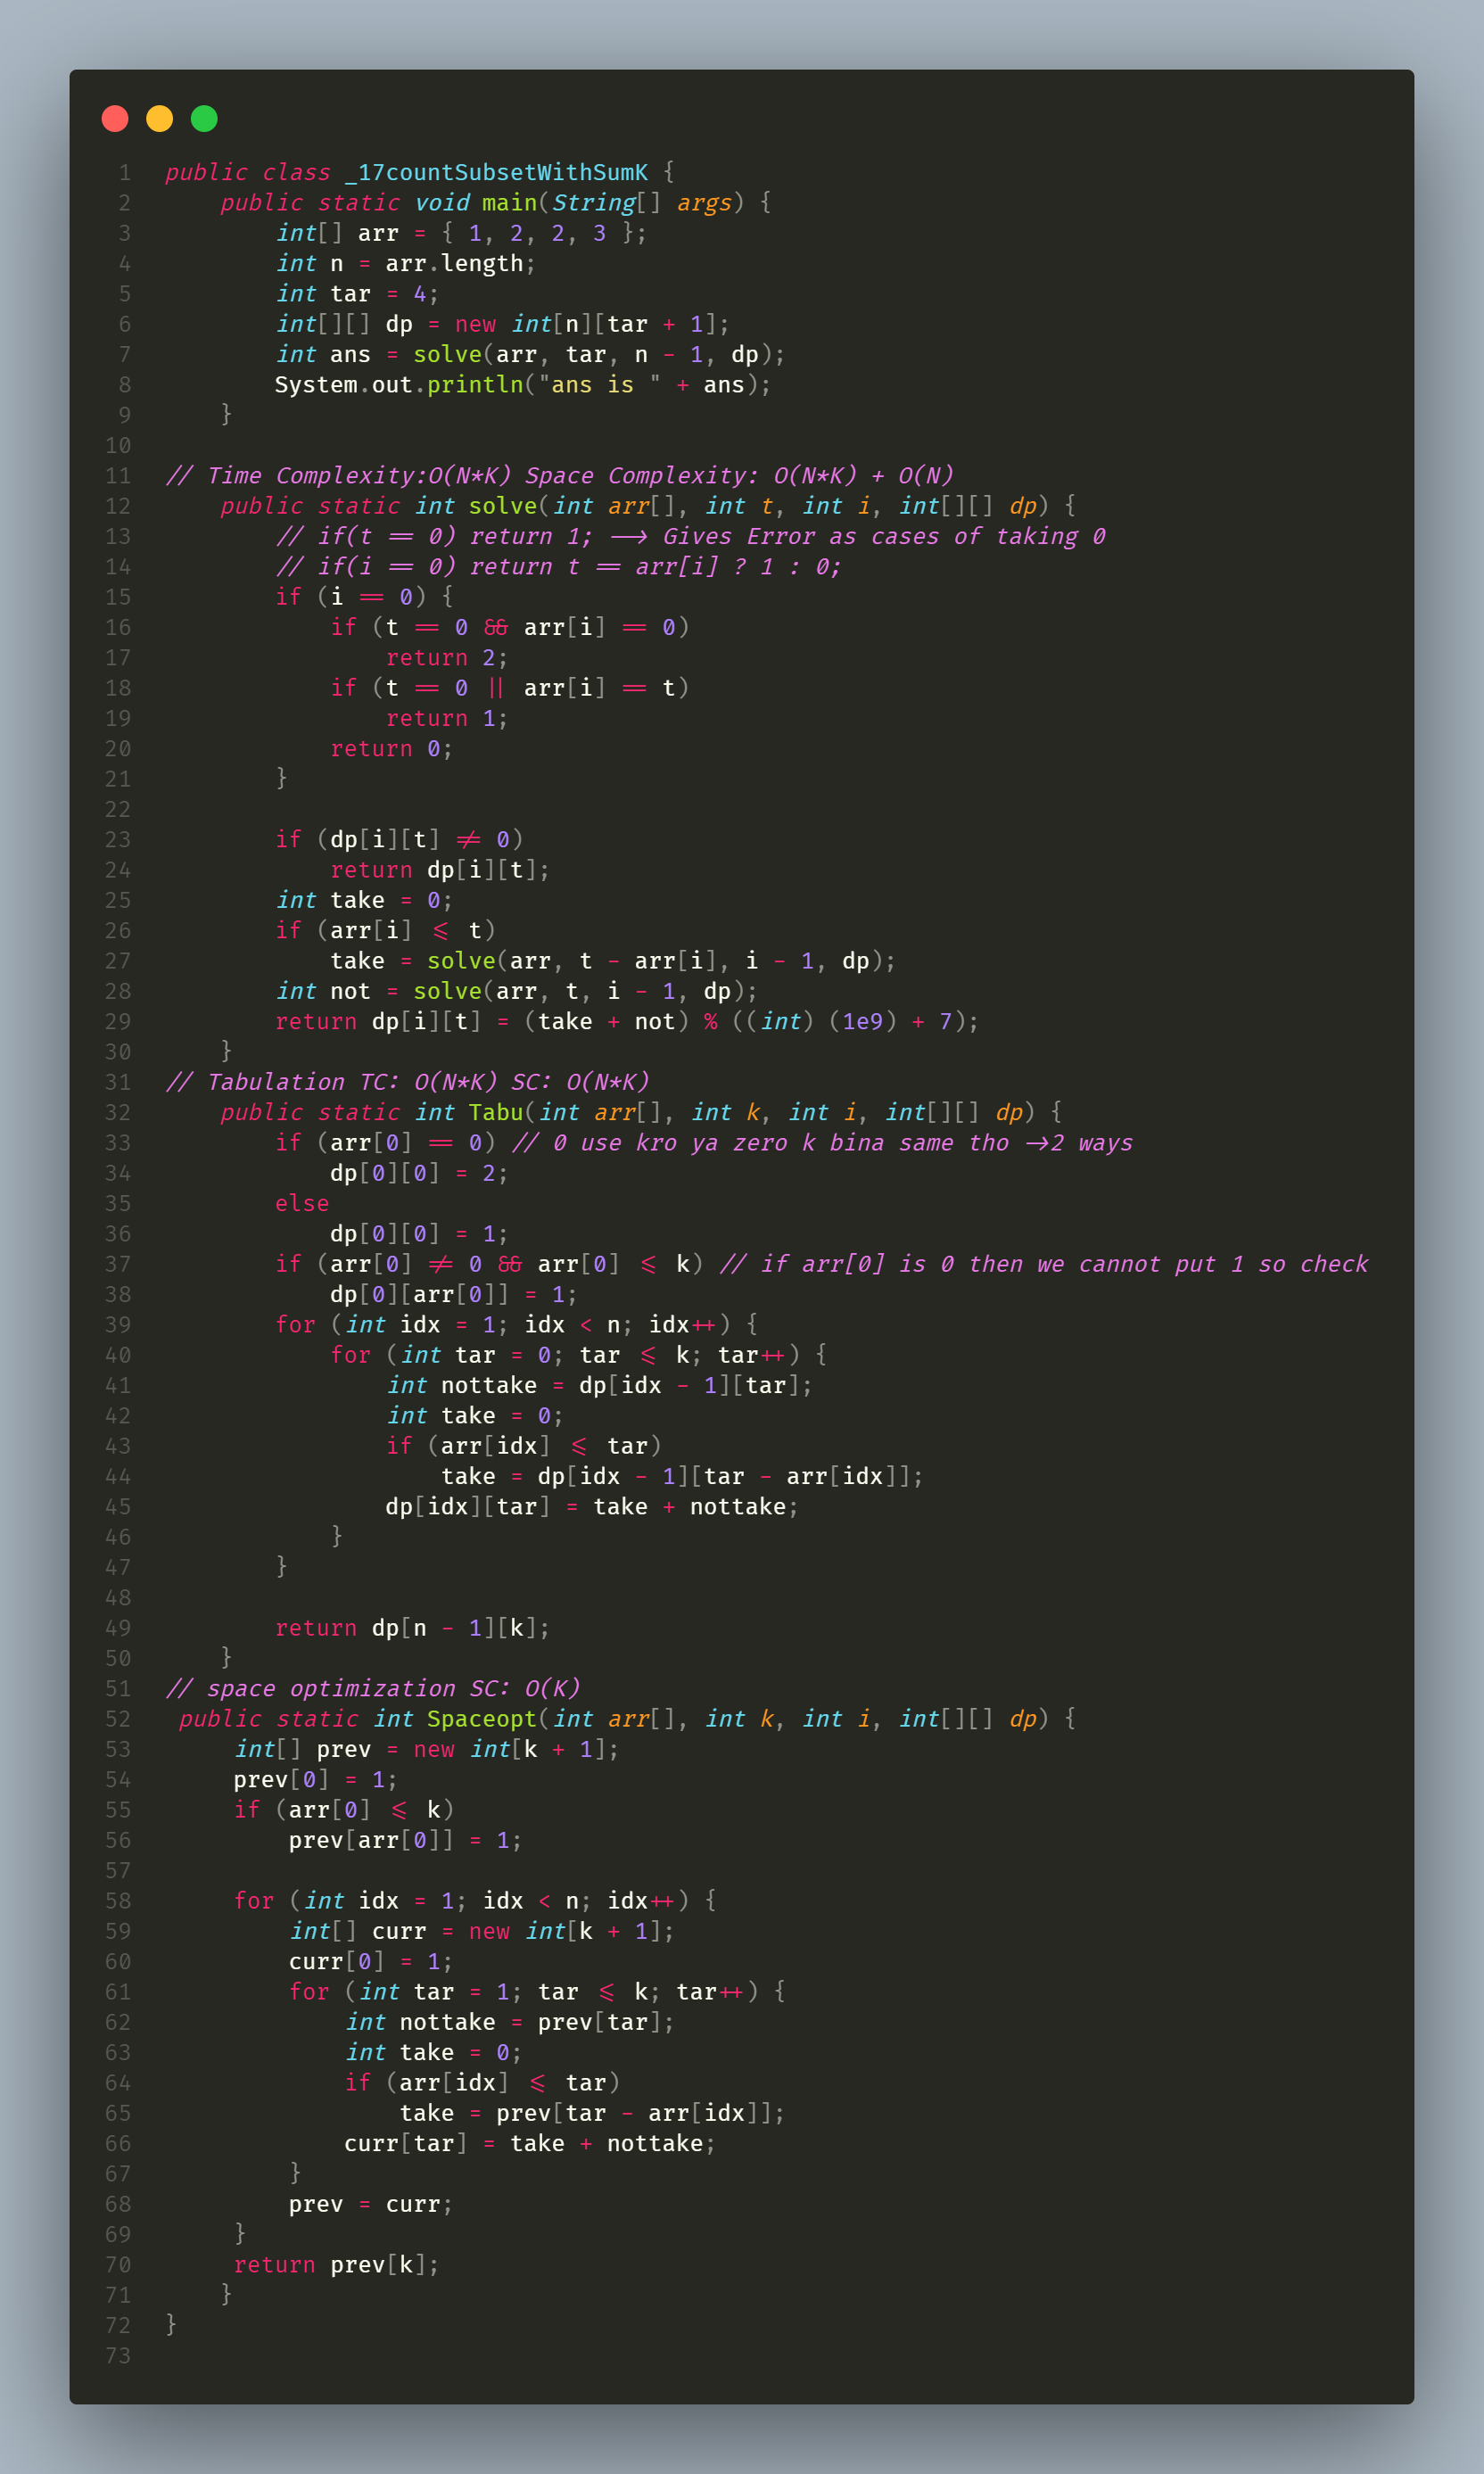 1 public class _17countSubsetWithSumK {
2     public static void main(String[] args) {
3         int[] arr = { 1, 2, 2, 3 };
4         int n = arr.length;
5         int tar = 4;
6         int[][] dp = new int[n][tar + 1];
7         int ans = solve(arr, tar, n - 1, dp);
8         System.out.println("ans is " + ans);
9     }
10
11 // Time Complexity:O(N*K) Space Complexity: O(N*K) + O(N)
12     public static int solve(int arr[], int t, int i, int[][] dp) {
13         // if(t == 0) return 1; --> Gives Error as cases of taking 0
14         // if(i == 0) return t == arr[i] ? 1 : 0;
15         if (i == 0) {
16             if (t == 0 && arr[i] == 0)
17                 return 2;
18             if (t == 0 || arr[i] == t)
19                 return 1;
20             return 0;
21         }
22
23         if (dp[i][t] != 0)
24             return dp[i][t];
25         int take = 0;
26         if (arr[i] <= t)
27             take = solve(arr, t - arr[i], i - 1, dp);
28         int not = solve(arr, t, i - 1, dp);
29         return dp[i][t] = (take + not) % ((int) (1e9) + 7);
30     }
31 // Tabulation TC: O(N*K) SC: O(N*K)
32     public static int Tabu(int arr[], int k, int i, int[][] dp) {
33         if (arr[0] == 0) // 0 use kro ya zero k bina same tho ->2 ways
34             dp[0][0] = 2;
35         else
36             dp[0][0] = 1;
37         if (arr[0] != 0 && arr[0] <= k) // if arr[0] is 0 then we cannot put 1 so check
38             dp[0][arr[0]] = 1;
39         for (int idx = 1; idx < n; idx++) {
40             for (int tar = 0; tar <= k; tar++) {
41                 int nottake = dp[idx - 1][tar];
42                 int take = 0;
43                 if (arr[idx] <= tar)
44                     take = dp[idx - 1][tar - arr[idx]];
45                 dp[idx][tar] = take + nottake;
46             }
47         }
48
49         return dp[n - 1][k];
50     }
51 // space optimization SC: O(K)
52  public static int Spaceopt(int arr[], int k, int i, int[][] dp) {
53      int[] prev = new int[k + 1];
54      prev[0] = 1;
55      if (arr[0] <= k)
56          prev[arr[0]] = 1;
57
58      for (int idx = 1; idx < n; idx++) {
59          int[] curr = new int[k + 1];
60          curr[0] = 1;
61          for (int tar = 1; tar <= k; tar++) {
62              int nottake = prev[tar];
63              int take = 0;
64              if (arr[idx] <= tar)
65                  take = prev[tar - arr[idx]];
66              curr[tar] = take + nottake;
67          }
68          prev = curr;
69      }
70      return prev[k];
71     }
72 }
73